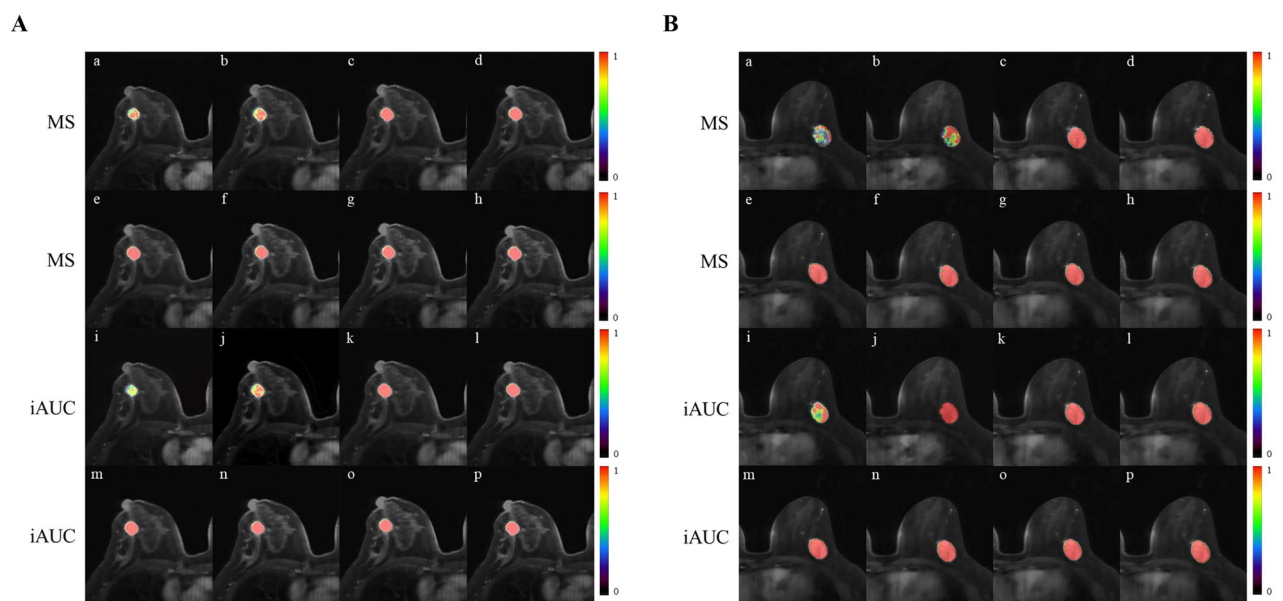 A B
a b c d 1 a b c d 1
MS MS
0 0
e f g h 1 e f g h 1
MS MS
0 0
i j k l 1 i j k l 1
iAUC iAUC
0 0
m n o p 1 m n o p 1
iAUC iAUC
0 0